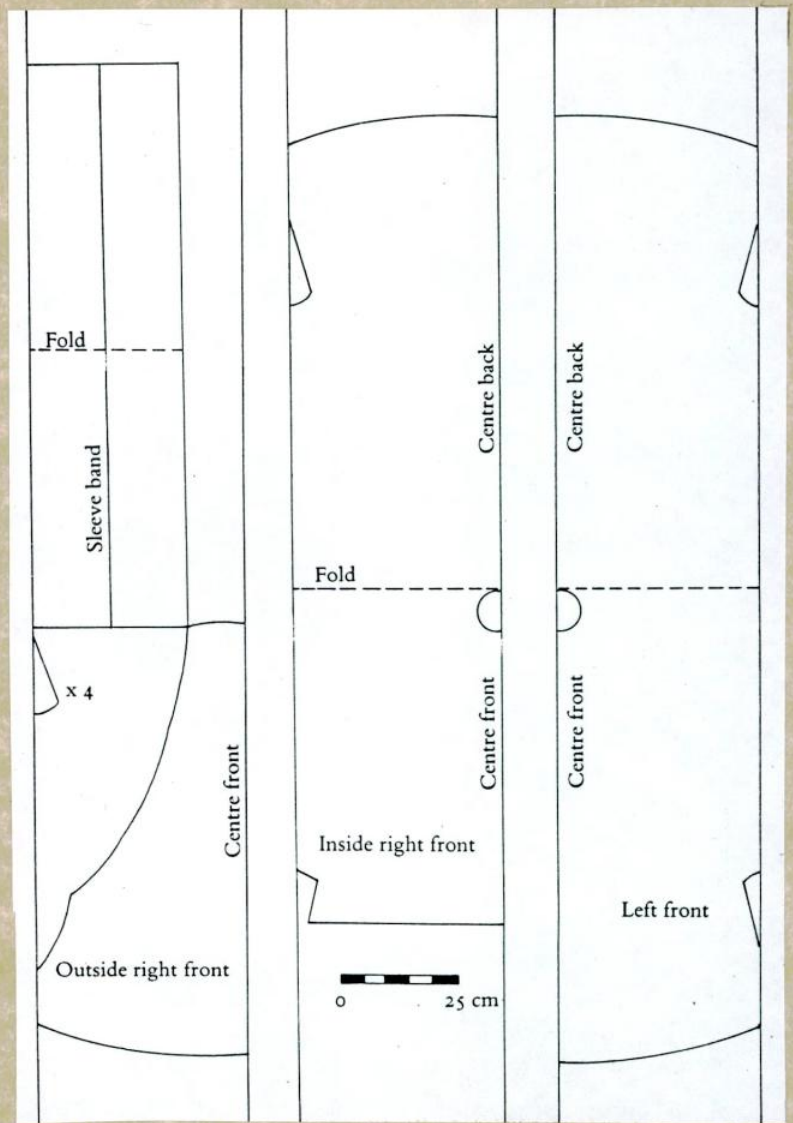 Fold
Sleeve band
x 4
Centre front
Outside right front
Centre back
Centre back
Fold
Centre front
Centre front
Inside right front
Left front
0 25 cm